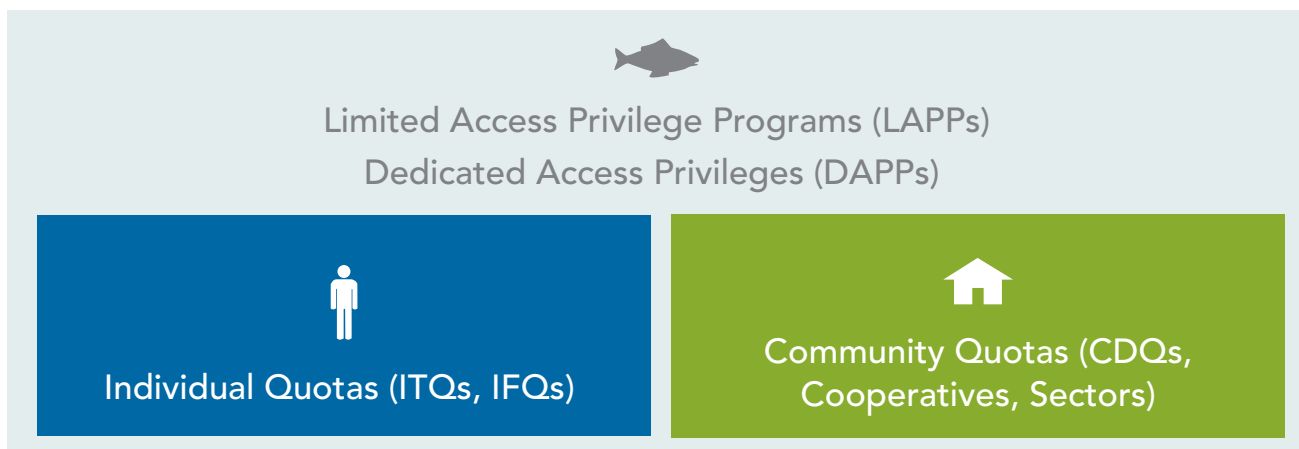 Limited Access Privilege Programs (LAPPs)
Dedicated Access Privileges (DAPPs)
Individual Quotas (ITQs, IFQs)
Community Quotas (CDQs,
Cooperatives, Sectors)